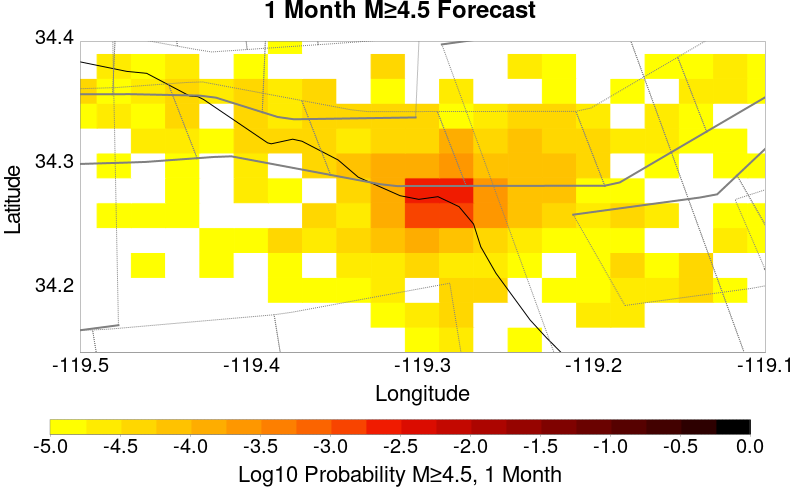 1 Month M≥4.5 Forecast
34.4
34.3
34.2
Latitude
-119.5 -119.4 -119.3 -119.2 -119.1
Longitude
-5.0 -4.5 -4.0 -3.5 -3.0 -2.5 -2.0 -1.5 -1.0 -0.5 0.0
Log10 Probability M≥4.5, 1 Month